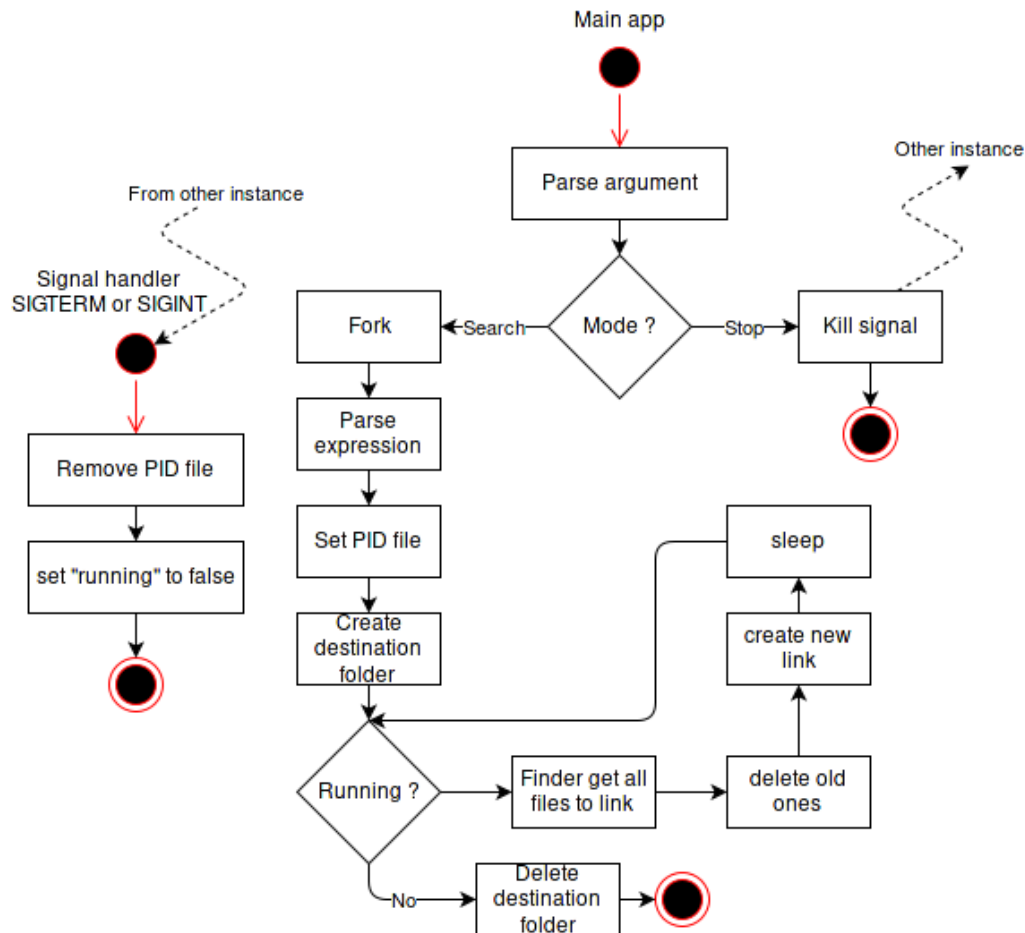 Main app
Parse argument
Other instance
From other instance
Signal handler
SIGTERM or SIGINT
Fork
Search
Mode ?
Stop
Kill signal
Parse
expression
Remove PID file
Set PID file
sleep
set "running" to false
Create
destination
folder
create new
link
Running ?
Finder get all
files to link
delete old
ones
No
Delete
destination
folder